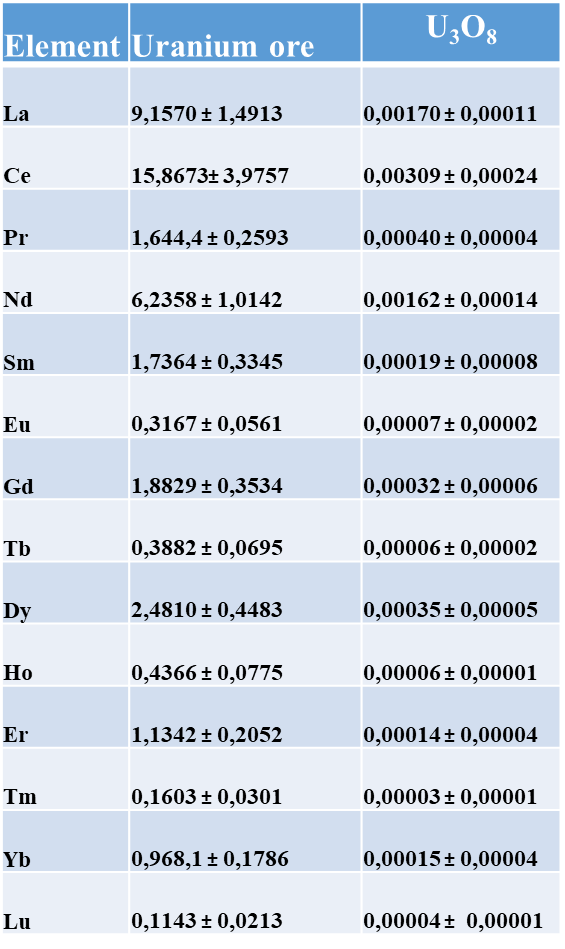 Element Uranium ore U₃O₈
La 9,1570 ± 1,4913 0,00170 ± 0,00011
Ce 15,8673± 3,9757 0,00309 ± 0,00024
Pr 1,644,4 ± 0,2593 0,00040 ± 0,00004
Nd 6,2358 ± 1,0142 0,00162 ± 0,00014
Sm 1,7364 ± 0,3345 0,00019 ± 0,00008
Eu 0,3167 ± 0,0561 0,00007 ± 0,00002
Gd 1,8829 ± 0,3534 0,00032 ± 0,00006
Tb 0,3882 ± 0,0695 0,00006 ± 0,00002
Dy 2,4810 ± 0,4483 0,00035 ± 0,00005
Ho 0,4366 ± 0,0775 0,00006 ± 0,00001
Er 1,1342 ± 0,2052 0,00014 ± 0,00004
Tm 0,1603 ± 0,0301 0,00003 ± 0,00001
Yb 0,968,1 ± 0,1786 0,00015 ± 0,00004
Lu 0,1143 ± 0,0213 0,00004 ± 0,00001